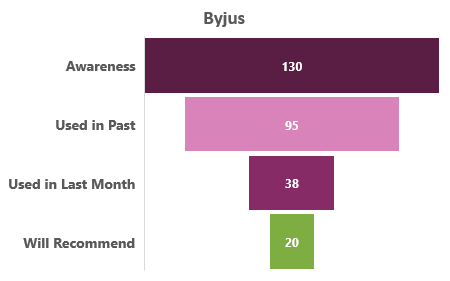 Byjus
Awareness 130
Used in Past 95
Used in Last Month 38
Will Recommend 20